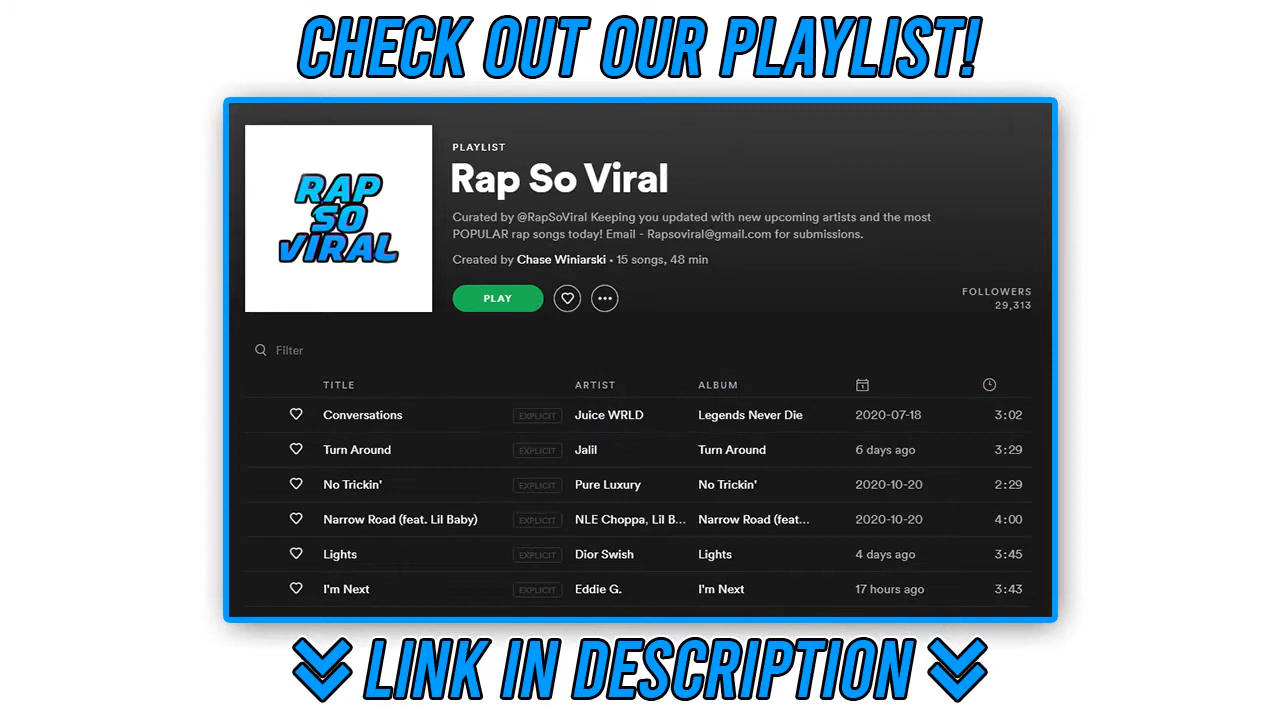 CHECK OUT OUR PLAYLIST!
RAP
SO
VIRAL
PLAYLIST
Rap So Viral
Curated by @RapSoViral Keeping you updated with new upcoming artists and the most
POPULAR rap songs today! Email - Rapsoviral@gmail.com for submissions.
Created by Chase Winiarski • 15 songs, 48 min
PLAY
FOLLOWERS
29,313
Filter
TITLE ARTIST ALBUM
Conversations EXPLICIT Juice WRLD Legends Never Die 2020-07-18 3:02
Turn Around EXPLICIT Jalil Turn Around 6 days ago 3:29
No Trickin' EXPLICIT Pure Luxury No Trickin' 2020-10-20 2:29
Narrow Road (feat. Lil Baby) EXPLICIT NLE Choppa, Lil B... Narrow Road (feat... 2020-10-20 4:00
Lights EXPLICIT Dior Swish Lights 4 days ago 3:45
I'm Next EXPLICIT Eddie G. I'm Next 17 hours ago 3:43
LINK IN DESCRIPTION